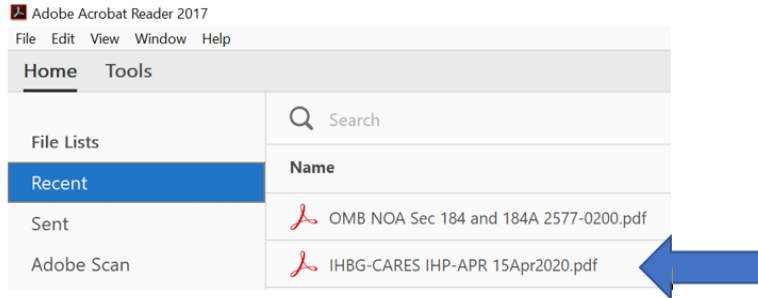 Adobe Acrobat Reader 2017
File Edit View Window Help
Home Tools
Search
File Lists
Name
Recent
OMB NOA Sec 184 and 184A 2577-0200.pdf
Sent
IHBG-CARES IHP-APR 15Apr2020.pdf
Adobe Scan